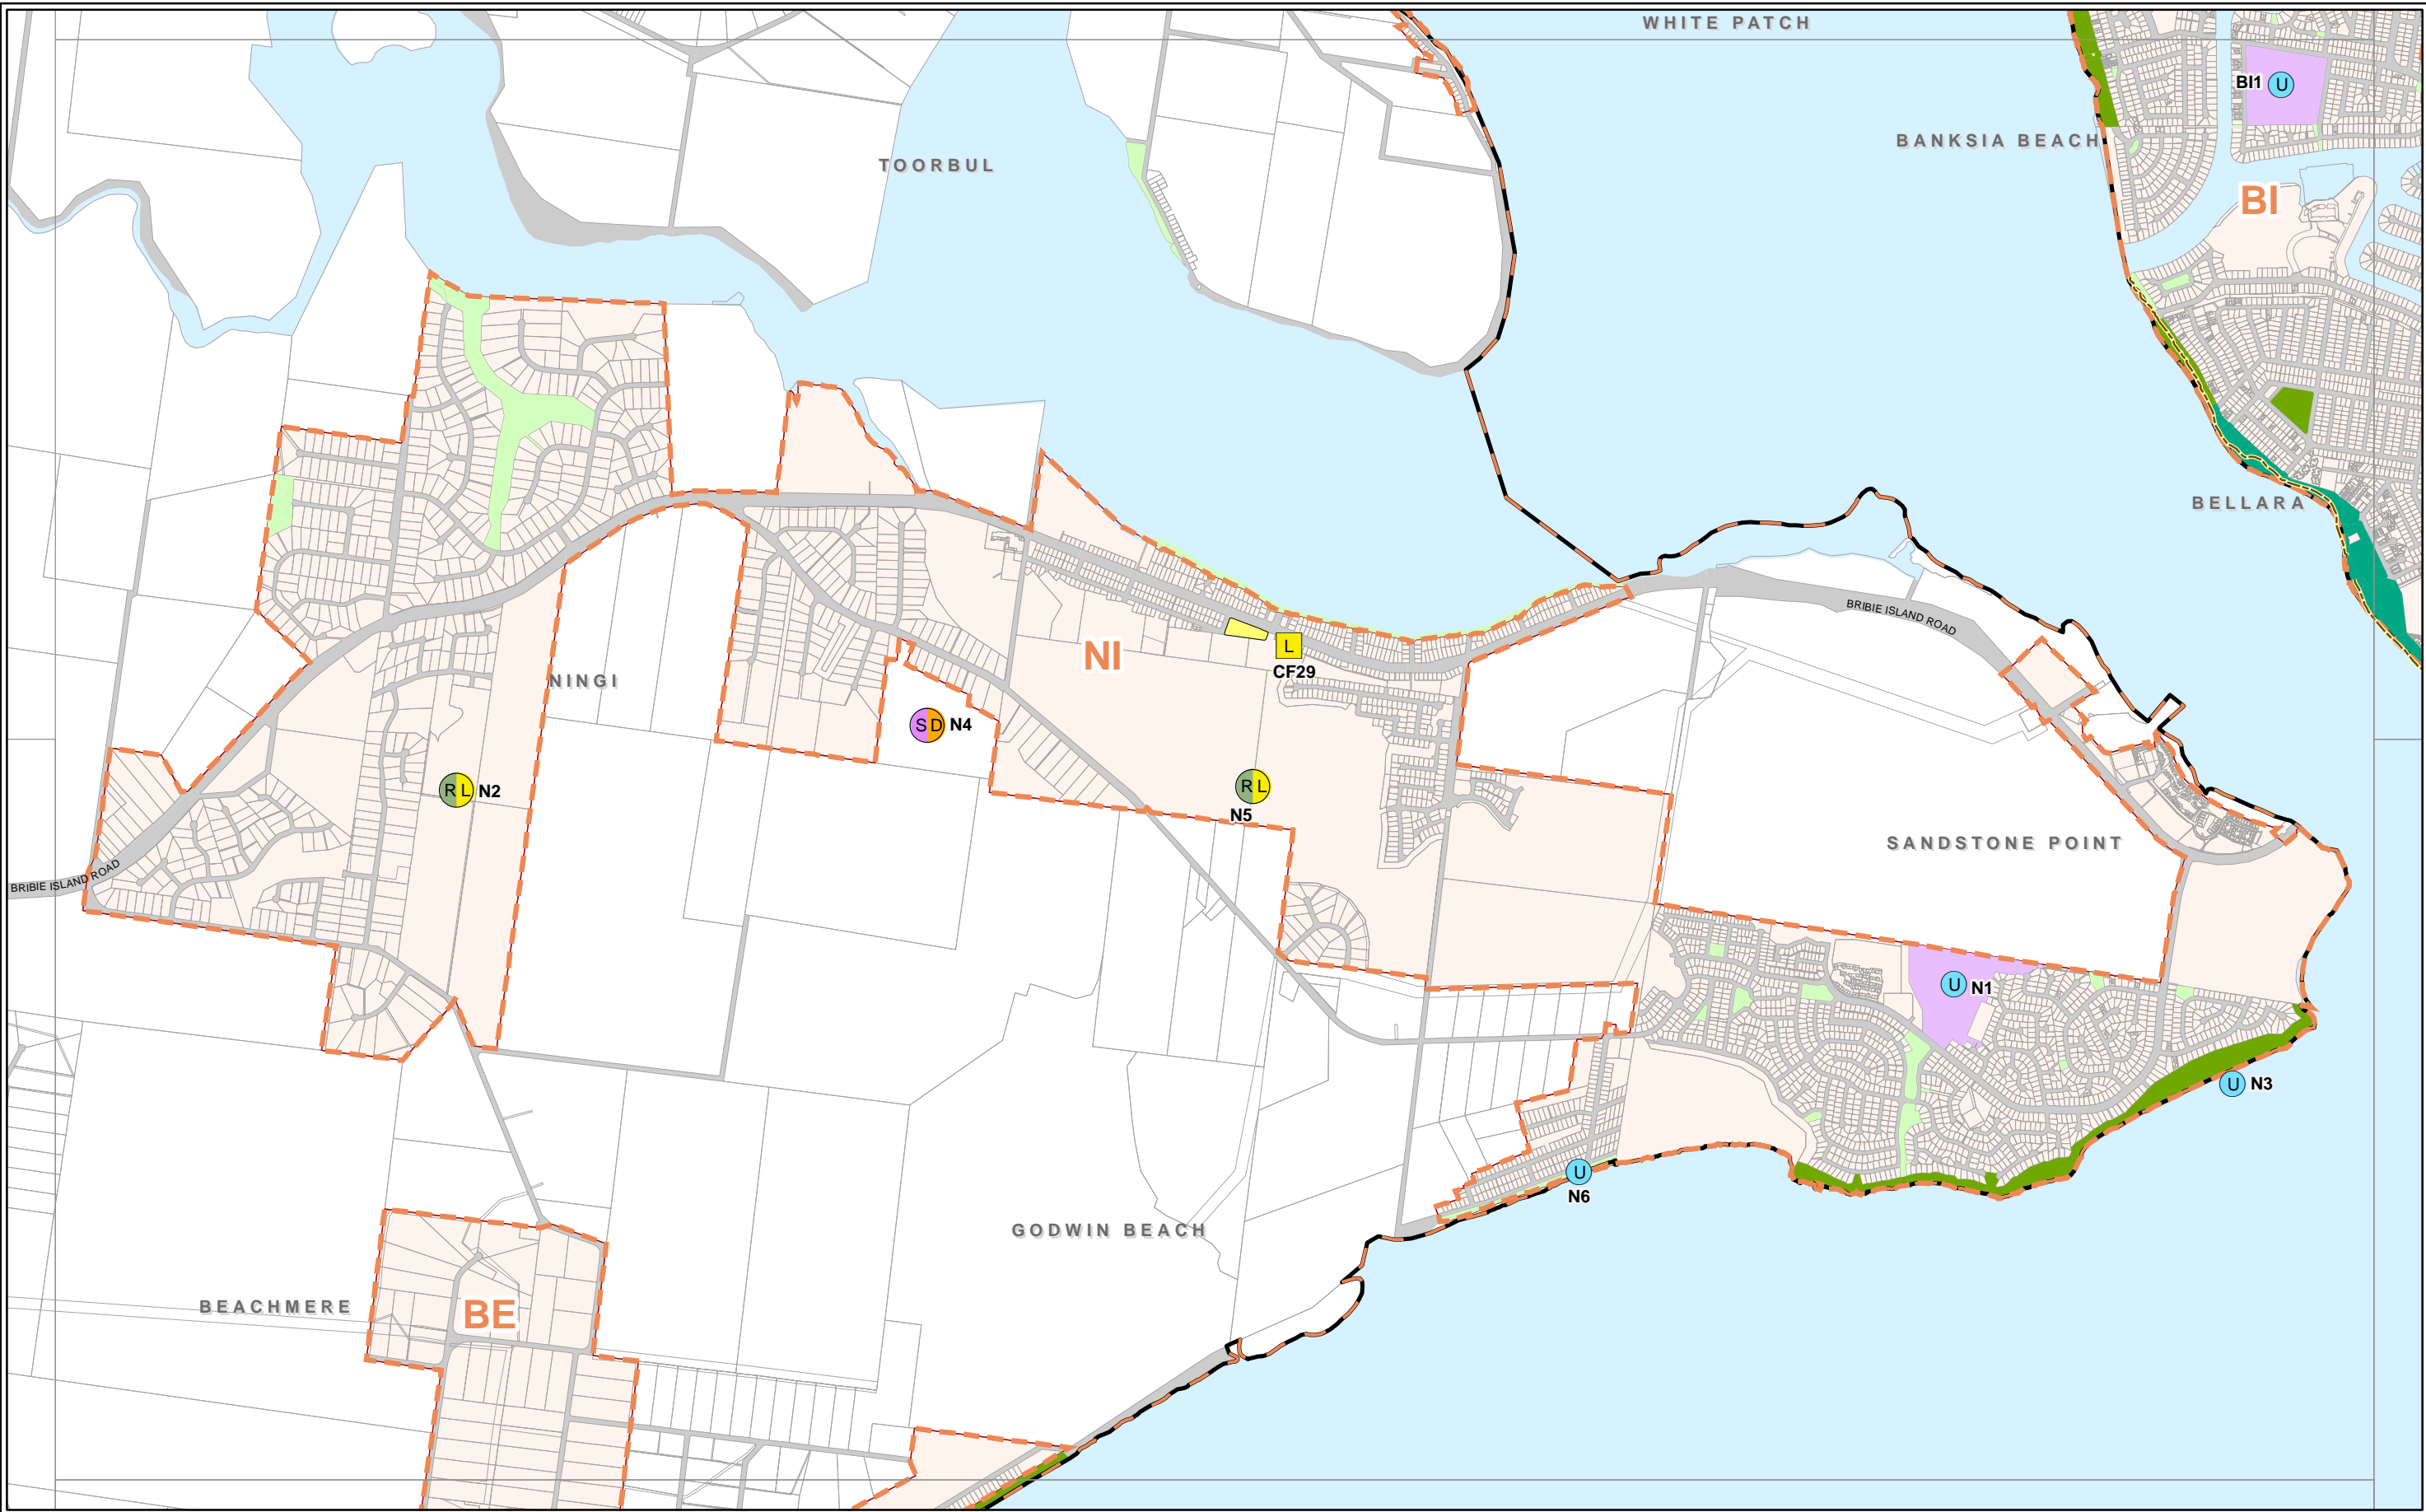 WHITE PATCH
BI1 U
BANKSIA BEACH
TOORBUL
BI
BELLARA
BRIBIE ISLAND ROAD
L
CF29
NI
NINGI
S D N4
R L N2
R L
N5
SANDSTONE POINT
BRIBIE ISLAND ROAD
U N1
U N3
U
N6
GODWIN BEACH
BEACHMERE
BE